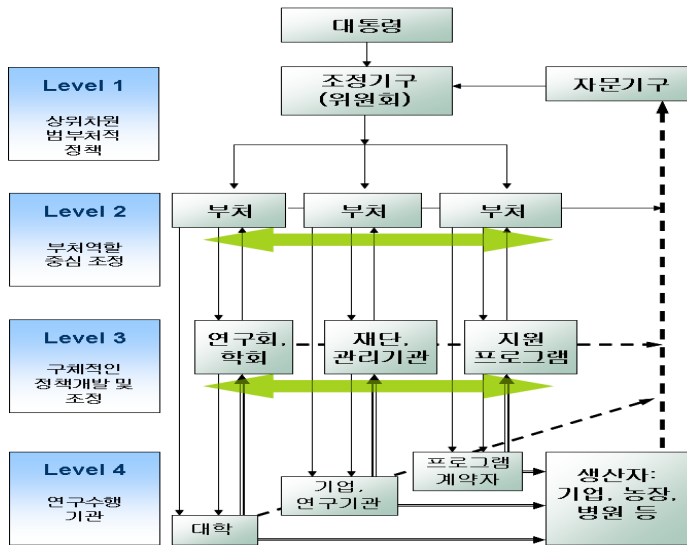 대통령
Level 1
상위차원
범부처적
정책
조정기구
(위원회)
자문기구
Level 2
부처역할
중심 조정
부처
부처
부처
Level 3
구체적인
정책개발 및
조정
연구회,
학회
재단,
관리기관
지원
프로그램
Level 4
연구수행
기관
대학
기업,
연구기관
프로그램
계약자
생산자:
기업, 농장,
병원 등